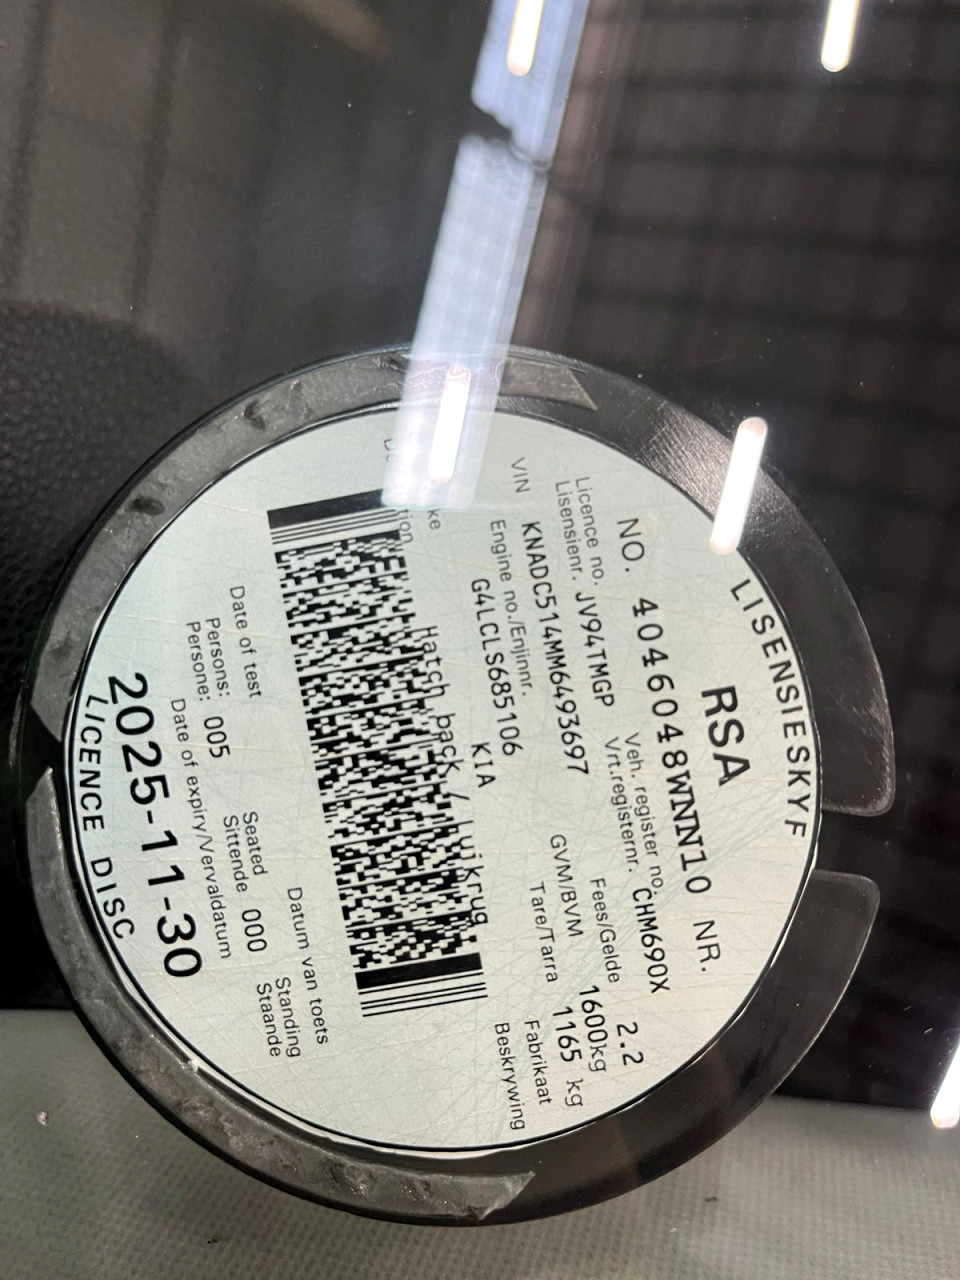 LISENSIESKYF
RSA
NO. 4046048WNN10 NR.
Licence no. Veh. register no.
Lisensienr. JV94TMGP Vrt.registernr. CHM690X
Fees/Gelde 2.2
VIN KNADC514MM6493697 GVM/BVM 1600kg
Engine no./Enjinnr. Tare/Tarra 1165 kg
G4LCLS685106
KIA Fabrikaat
Hatch back / Luikrug Beskrywing
Date of test Datum van toets
Persons: Seated Standing
Persone: 005 Sittende 000 Staande
Date of expiry/Vervaldatum
2025-11-30
LICENCE DISC